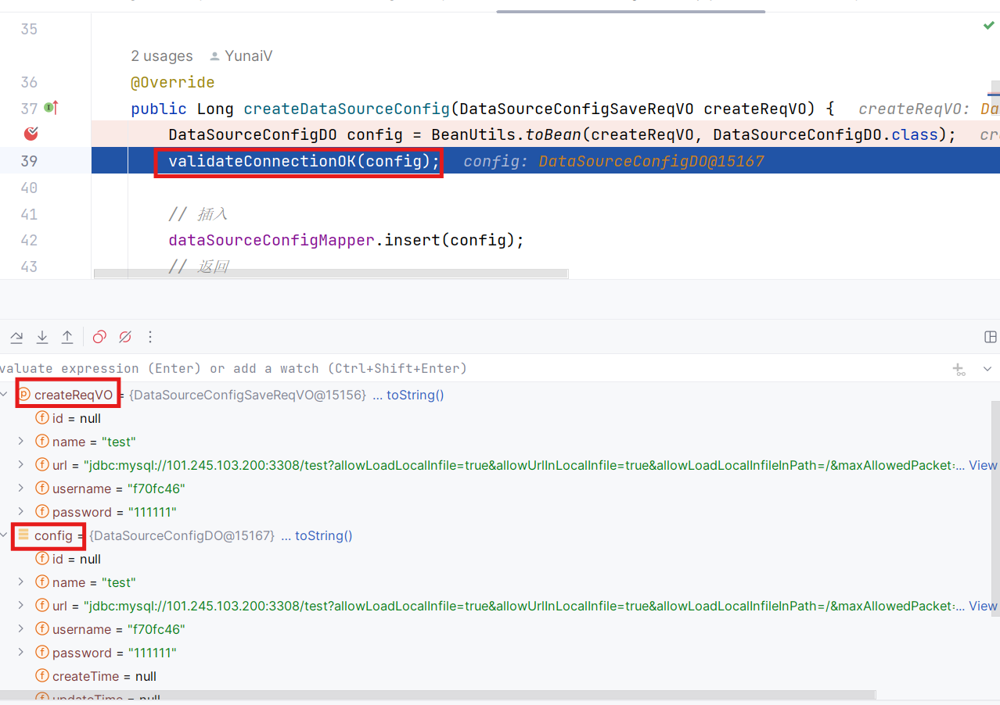 35
2 usages YunaiV
36 @Override
37 public Long createDataSourceConfig(DataSourceConfigSaveReqVO createReqVO) { createReqVO: Da
DataSourceConfigDO config = BeanUtils.toBean(createReqVO, DataSourceConfigDO.class); cr
39 validateConnectionOK(config); config: DataSourceConfigDO@15167
40
41 // 插入
42 dataSourceConfigMapper.insert(config);
43 // 返回
valuate expression (Enter) or add a watch (Ctrl+Shift+Enter)
createReqVO = {DataSourceConfigSaveReqVO@15156} ... toString()
id = null
name = "test"
url = "jdbc:mysql://101.245.103.200:3308/test?allowLoadLocalInfile=true&allowUrlInLocalInfile=true&allowLoadLocalInfileInPath=/&maxAllowedPacket=... View
username = "f70fc46"
password = "111111"
config = {DataSourceConfigDO@15167} ... toString()
id = null
name = "test"
url = "jdbc:mysql://101.245.103.200:3308/test?allowLoadLocalInfile=true&allowUrlInLocalInfile=true&allowLoadLocalInfileInPath=/&maxAllowedPacket=... View
username = "f70fc46"
password = "111111"
createTime = null
updateTime = null